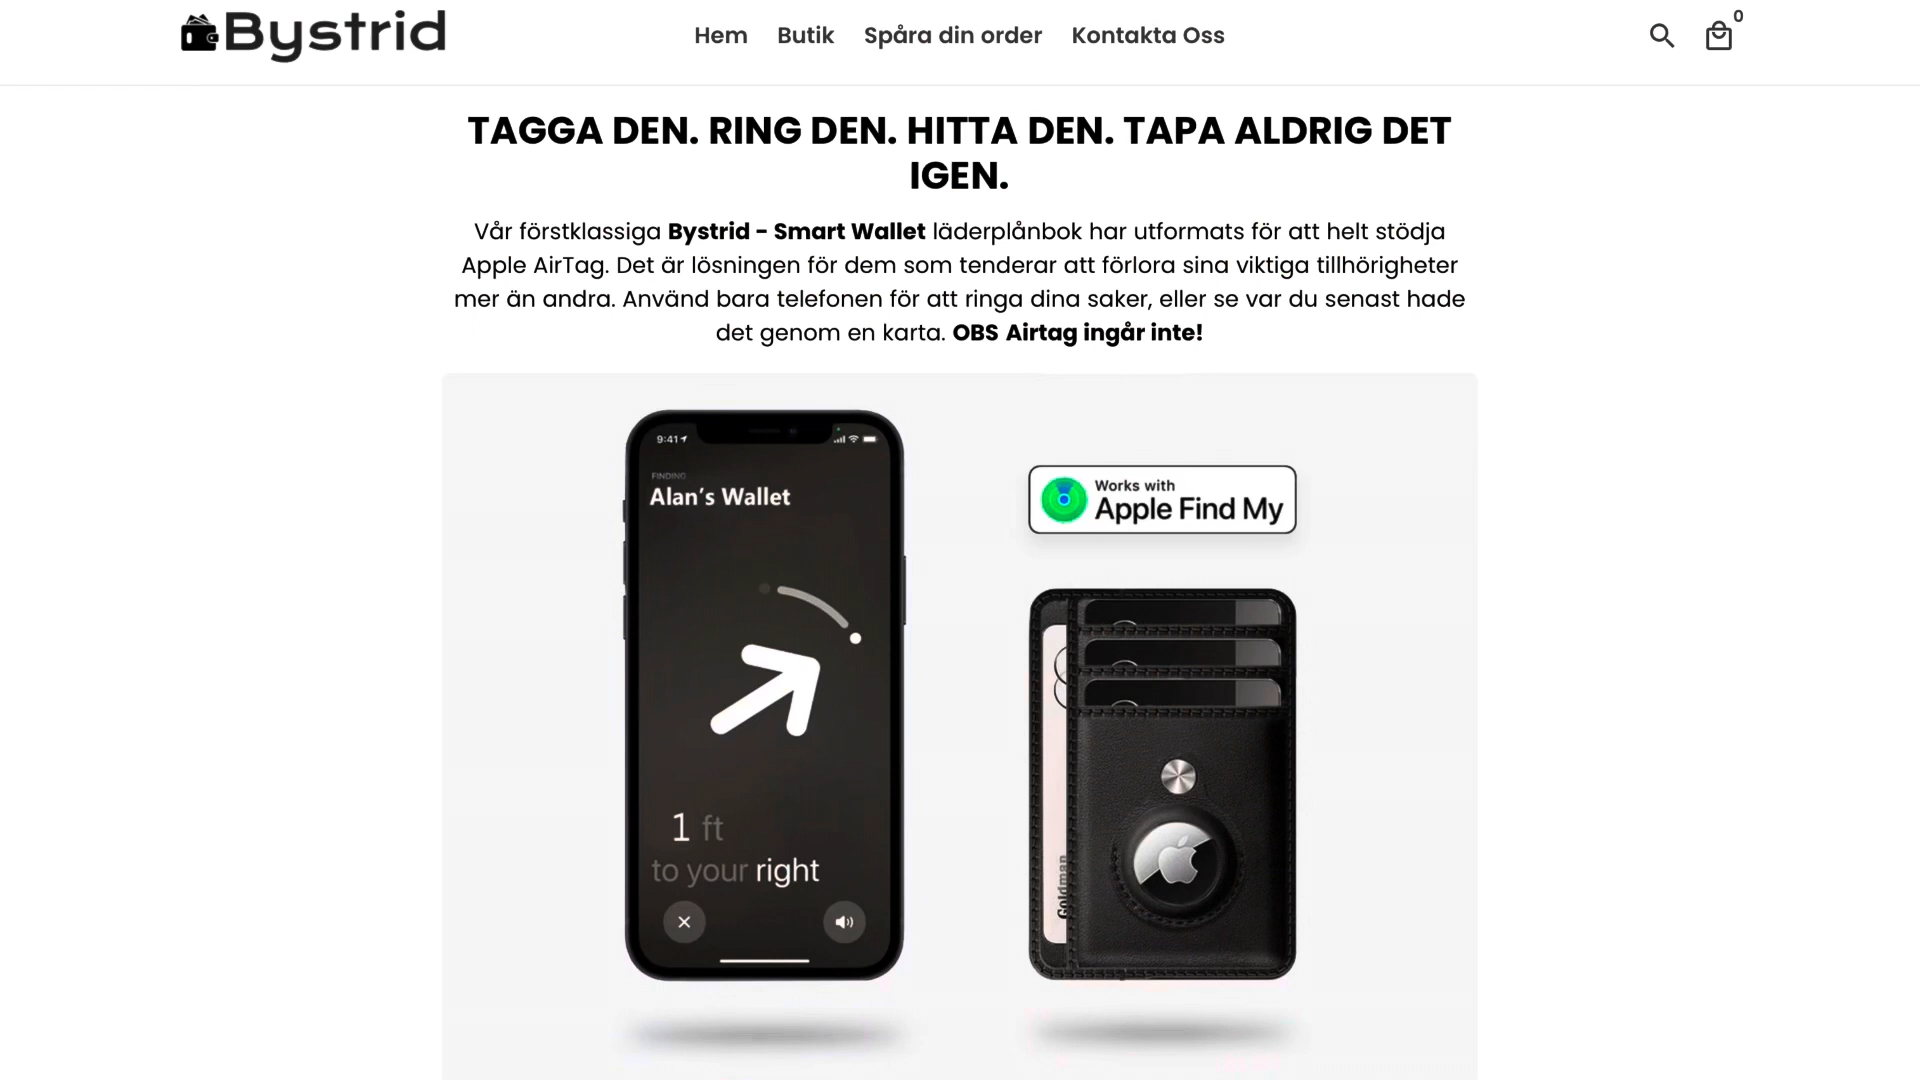 Bystrid
Hem Butik Spåra din order Kontakta Oss
0
TAGGA DEN. RING DEN. HITTA DEN. TAPA ALDRIG DET
IGEN.
Vår förstklassiga Bystrid - Smart Wallet läderplånbok har utformats för att helt stödja
Apple AirTag. Det är lösningen för dem som tenderar att förlora sina viktiga tillhörigheter
mer än andra. Använd bara telefonen för att ringa dina saker, eller se var du senast hade
det genom en karta. OBS Airtag ingår inte!
9:41
FINDING
Alan's Wallet
1 ft
to your right
Works with
Apple Find My
Goldman